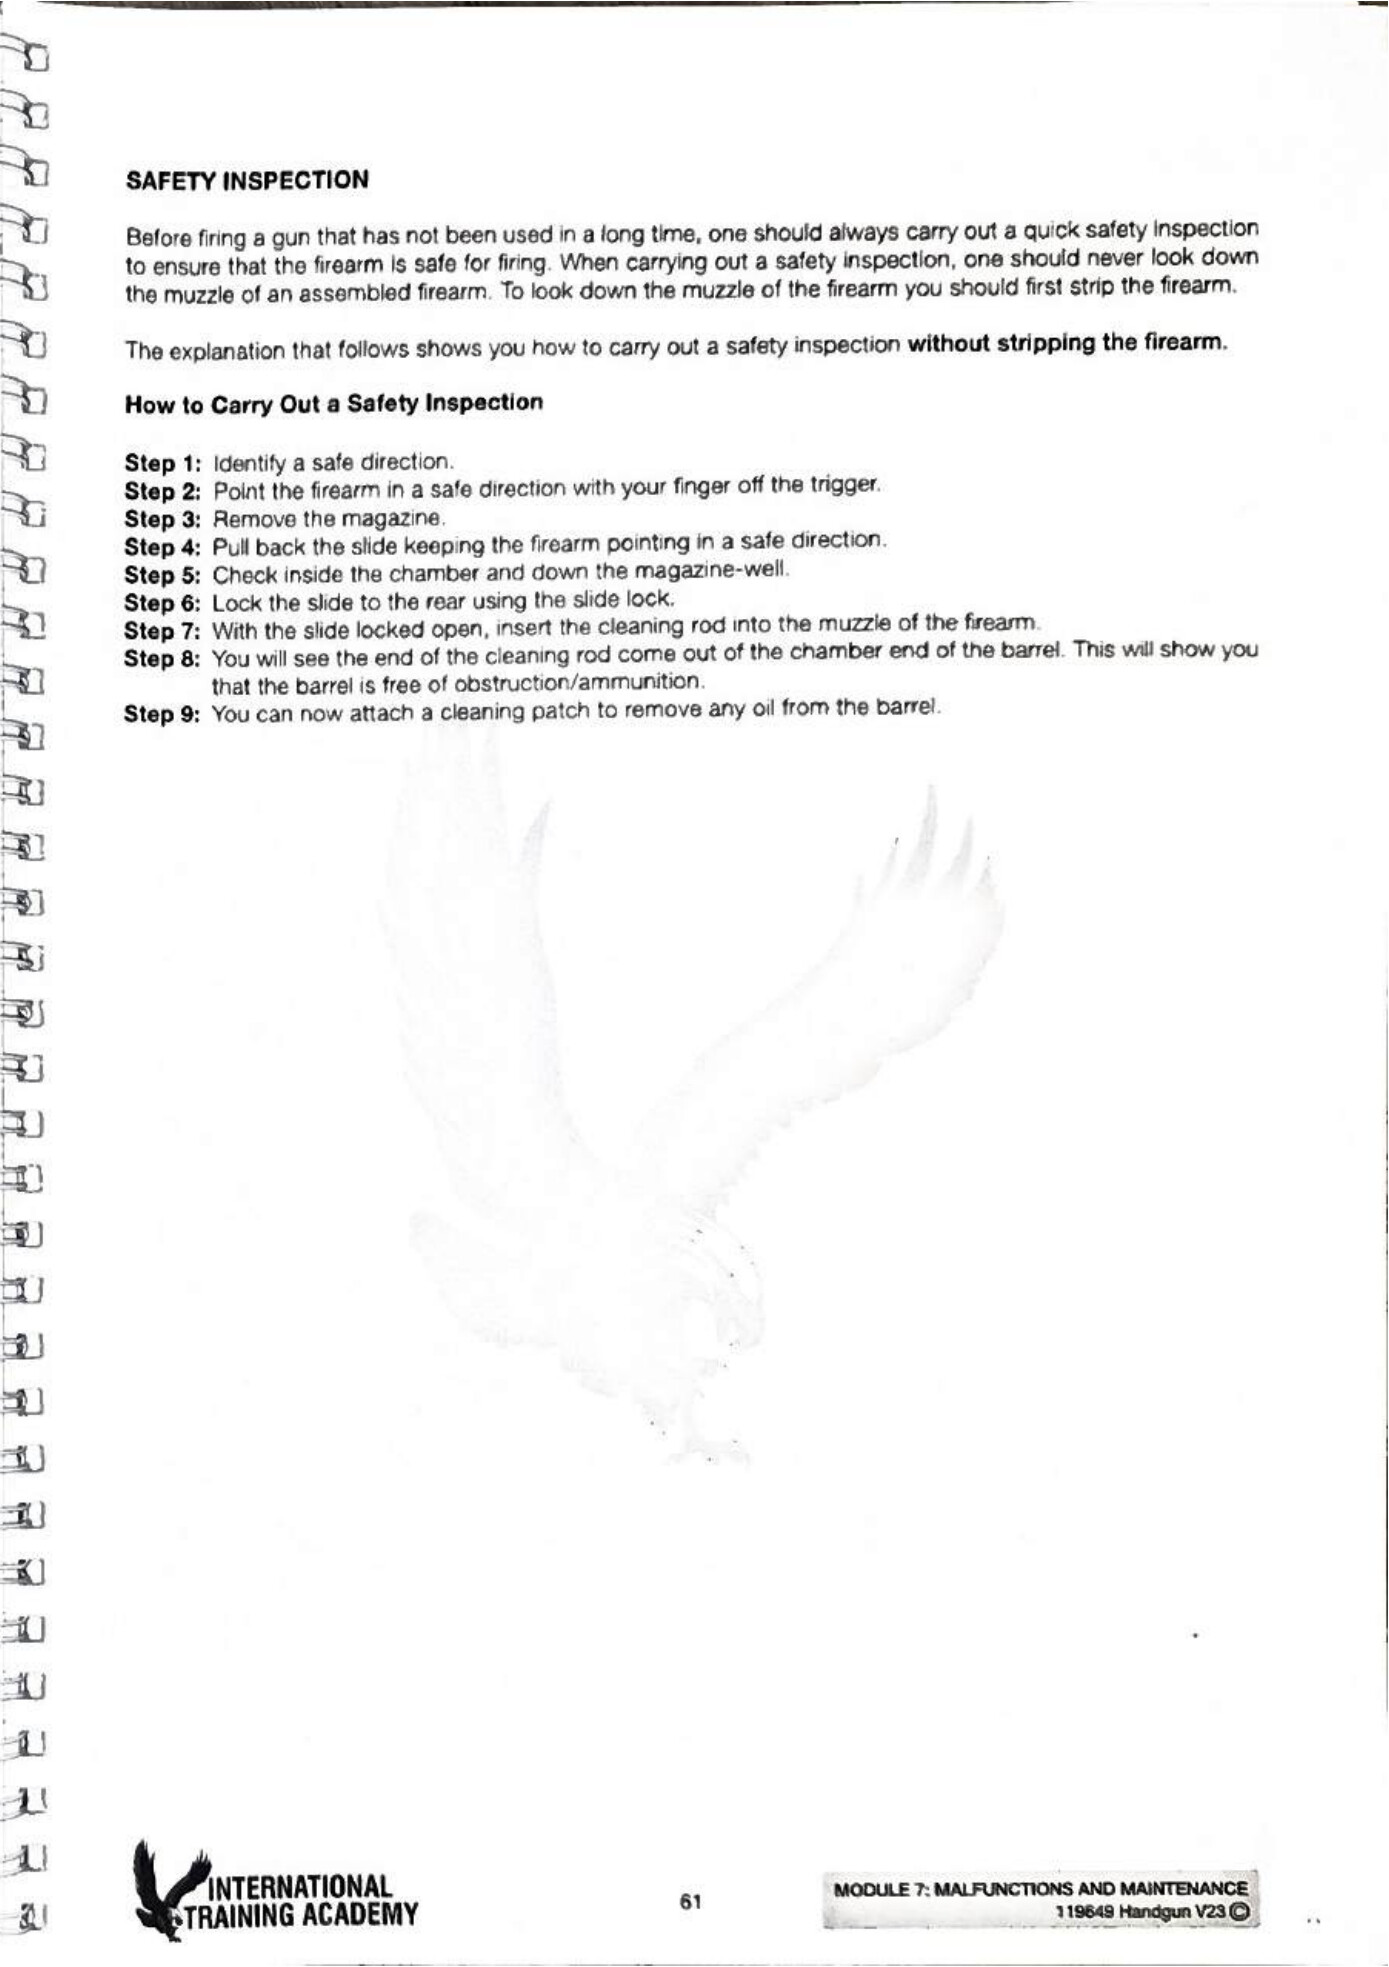 SAFETY INSPECTION
Before firing a gun that has not been used in a long time, one should always carry out a quick safety inspection
to ensure that the firearm is safe for firing. When carrying out a safety inspection, one should never look down
the muzzle of an assembled firearm. To look down the muzzle of the firearm you should first strip the firearm.
The explanation that follows shows you how to carry out a safety inspection without stripping the firearm.
How to Carry Out a Safety Inspection
Step 1: Identify a safe direction.
Step 2: Point the firearm in a safe direction with your finger off the trigger.
Step 3: Remove the magazine.
Step 4: Pull back the slide keeping the firearm pointing in a safe direction.
Step 5: Check inside the chamber and down the magazine-well.
Step 6: Lock the slide to the rear using the slide lock.
Step 7: With the slide locked open, insert the cleaning rod into the muzzle of the firearm.
Step 8: You will see the end of the cleaning rod come out of the chamber end of the barrel. This will show you
that the barrel is free of obstruction/ammunition.
Step 9: You can now attach a cleaning patch to remove any oil from the barrel.
INTERNATIONAL
TRAINING ACADEMY
61
MODULE 7: MALFUNCTIONS AND MAINTENANCE
119649 Handgun V23 ©